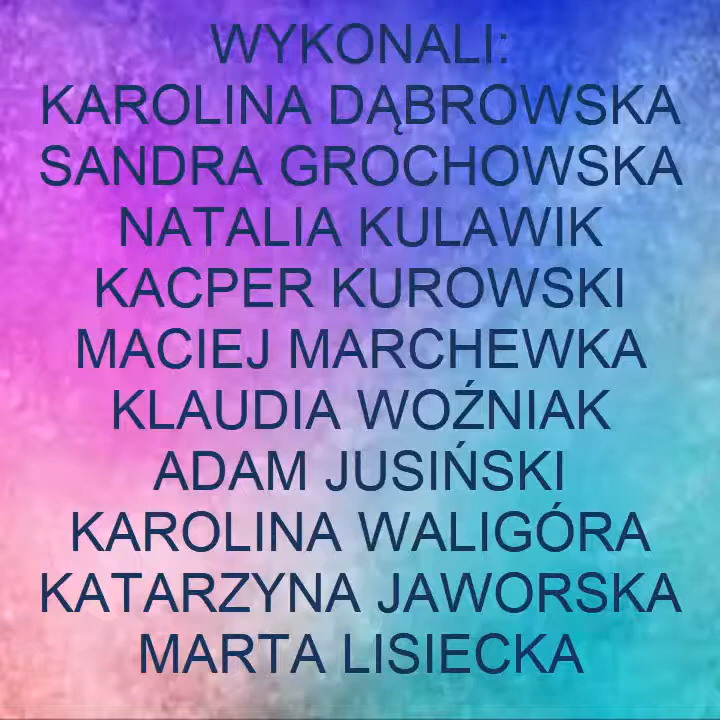 WYKONALI:
KAROLINA DĄBROWSKA
SANDRA GROCHOWSKA
NATALIA KULAWIK
KACPER KUROWSKI
MACIEJ MARCHEWKA
KLAUDIA WOŹNIAK
ADAM JUSIŃSKI
KAROLINA WALIGÓRA
KATARZYNA JAWORSKA
MARTA LISIECKA